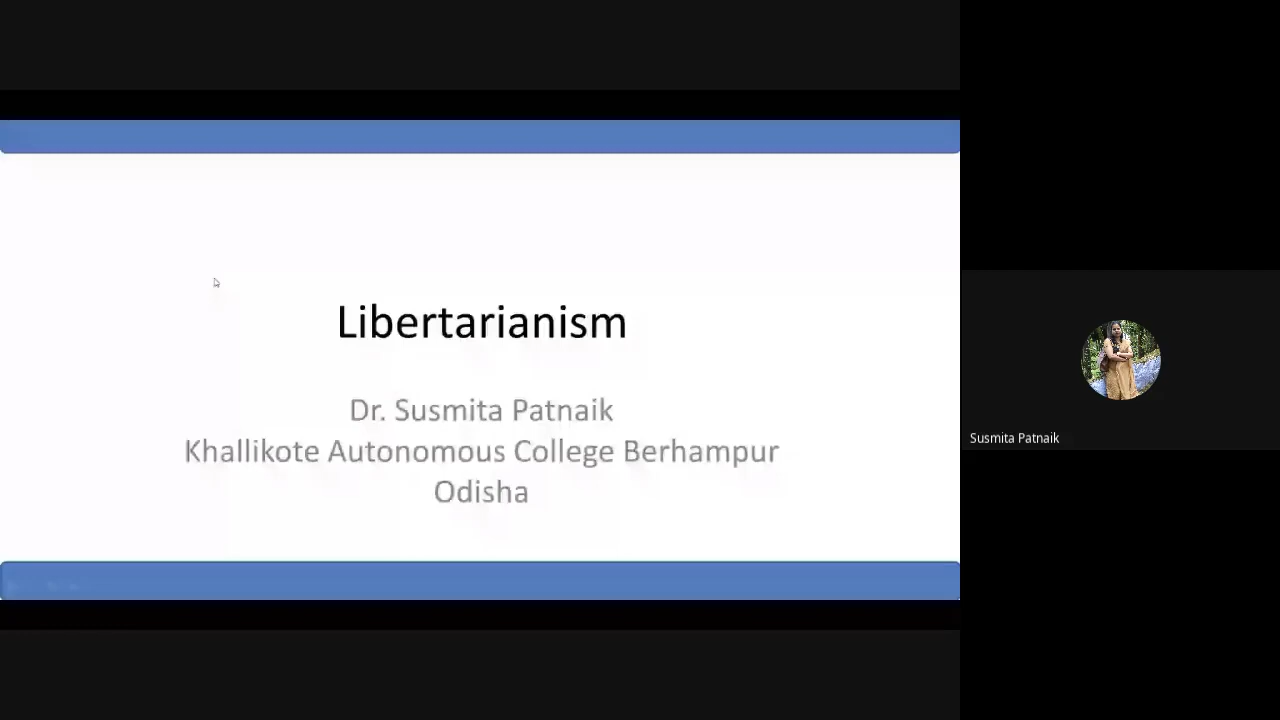 Libertarianism
Dr. Susmita Patnaik
Khallikote Autonomous College Berhampur
Odisha
Susmita Patnaik